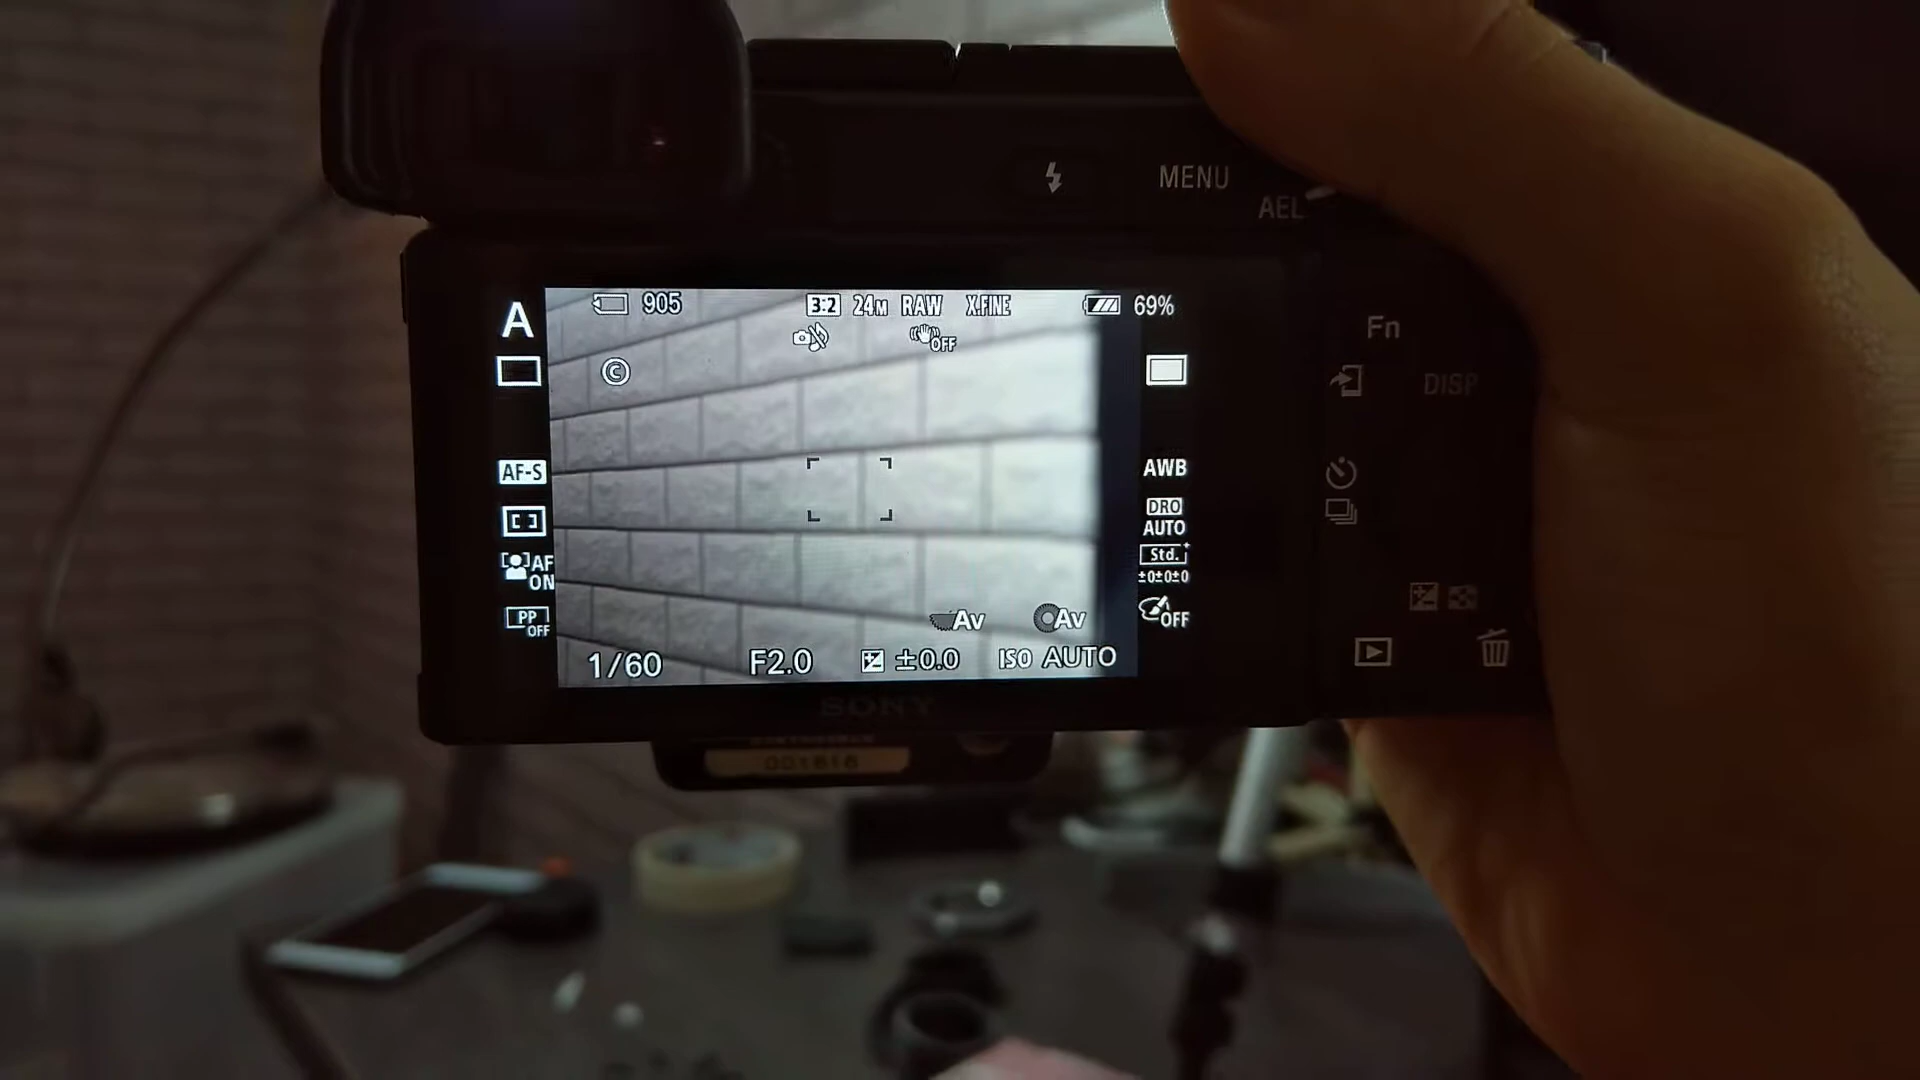 MENU
AEL
A
905
3:2 24M RAW X.FINE
69%
OFF
©
Fn
DISP
AF-S
AWB
DRO
AUTO
AF
ON
Std.
±0±0±0
PP
OFF
Av
Av
OFF
1/60
F2.0
±0.0
ISO AUTO
SONY
001616